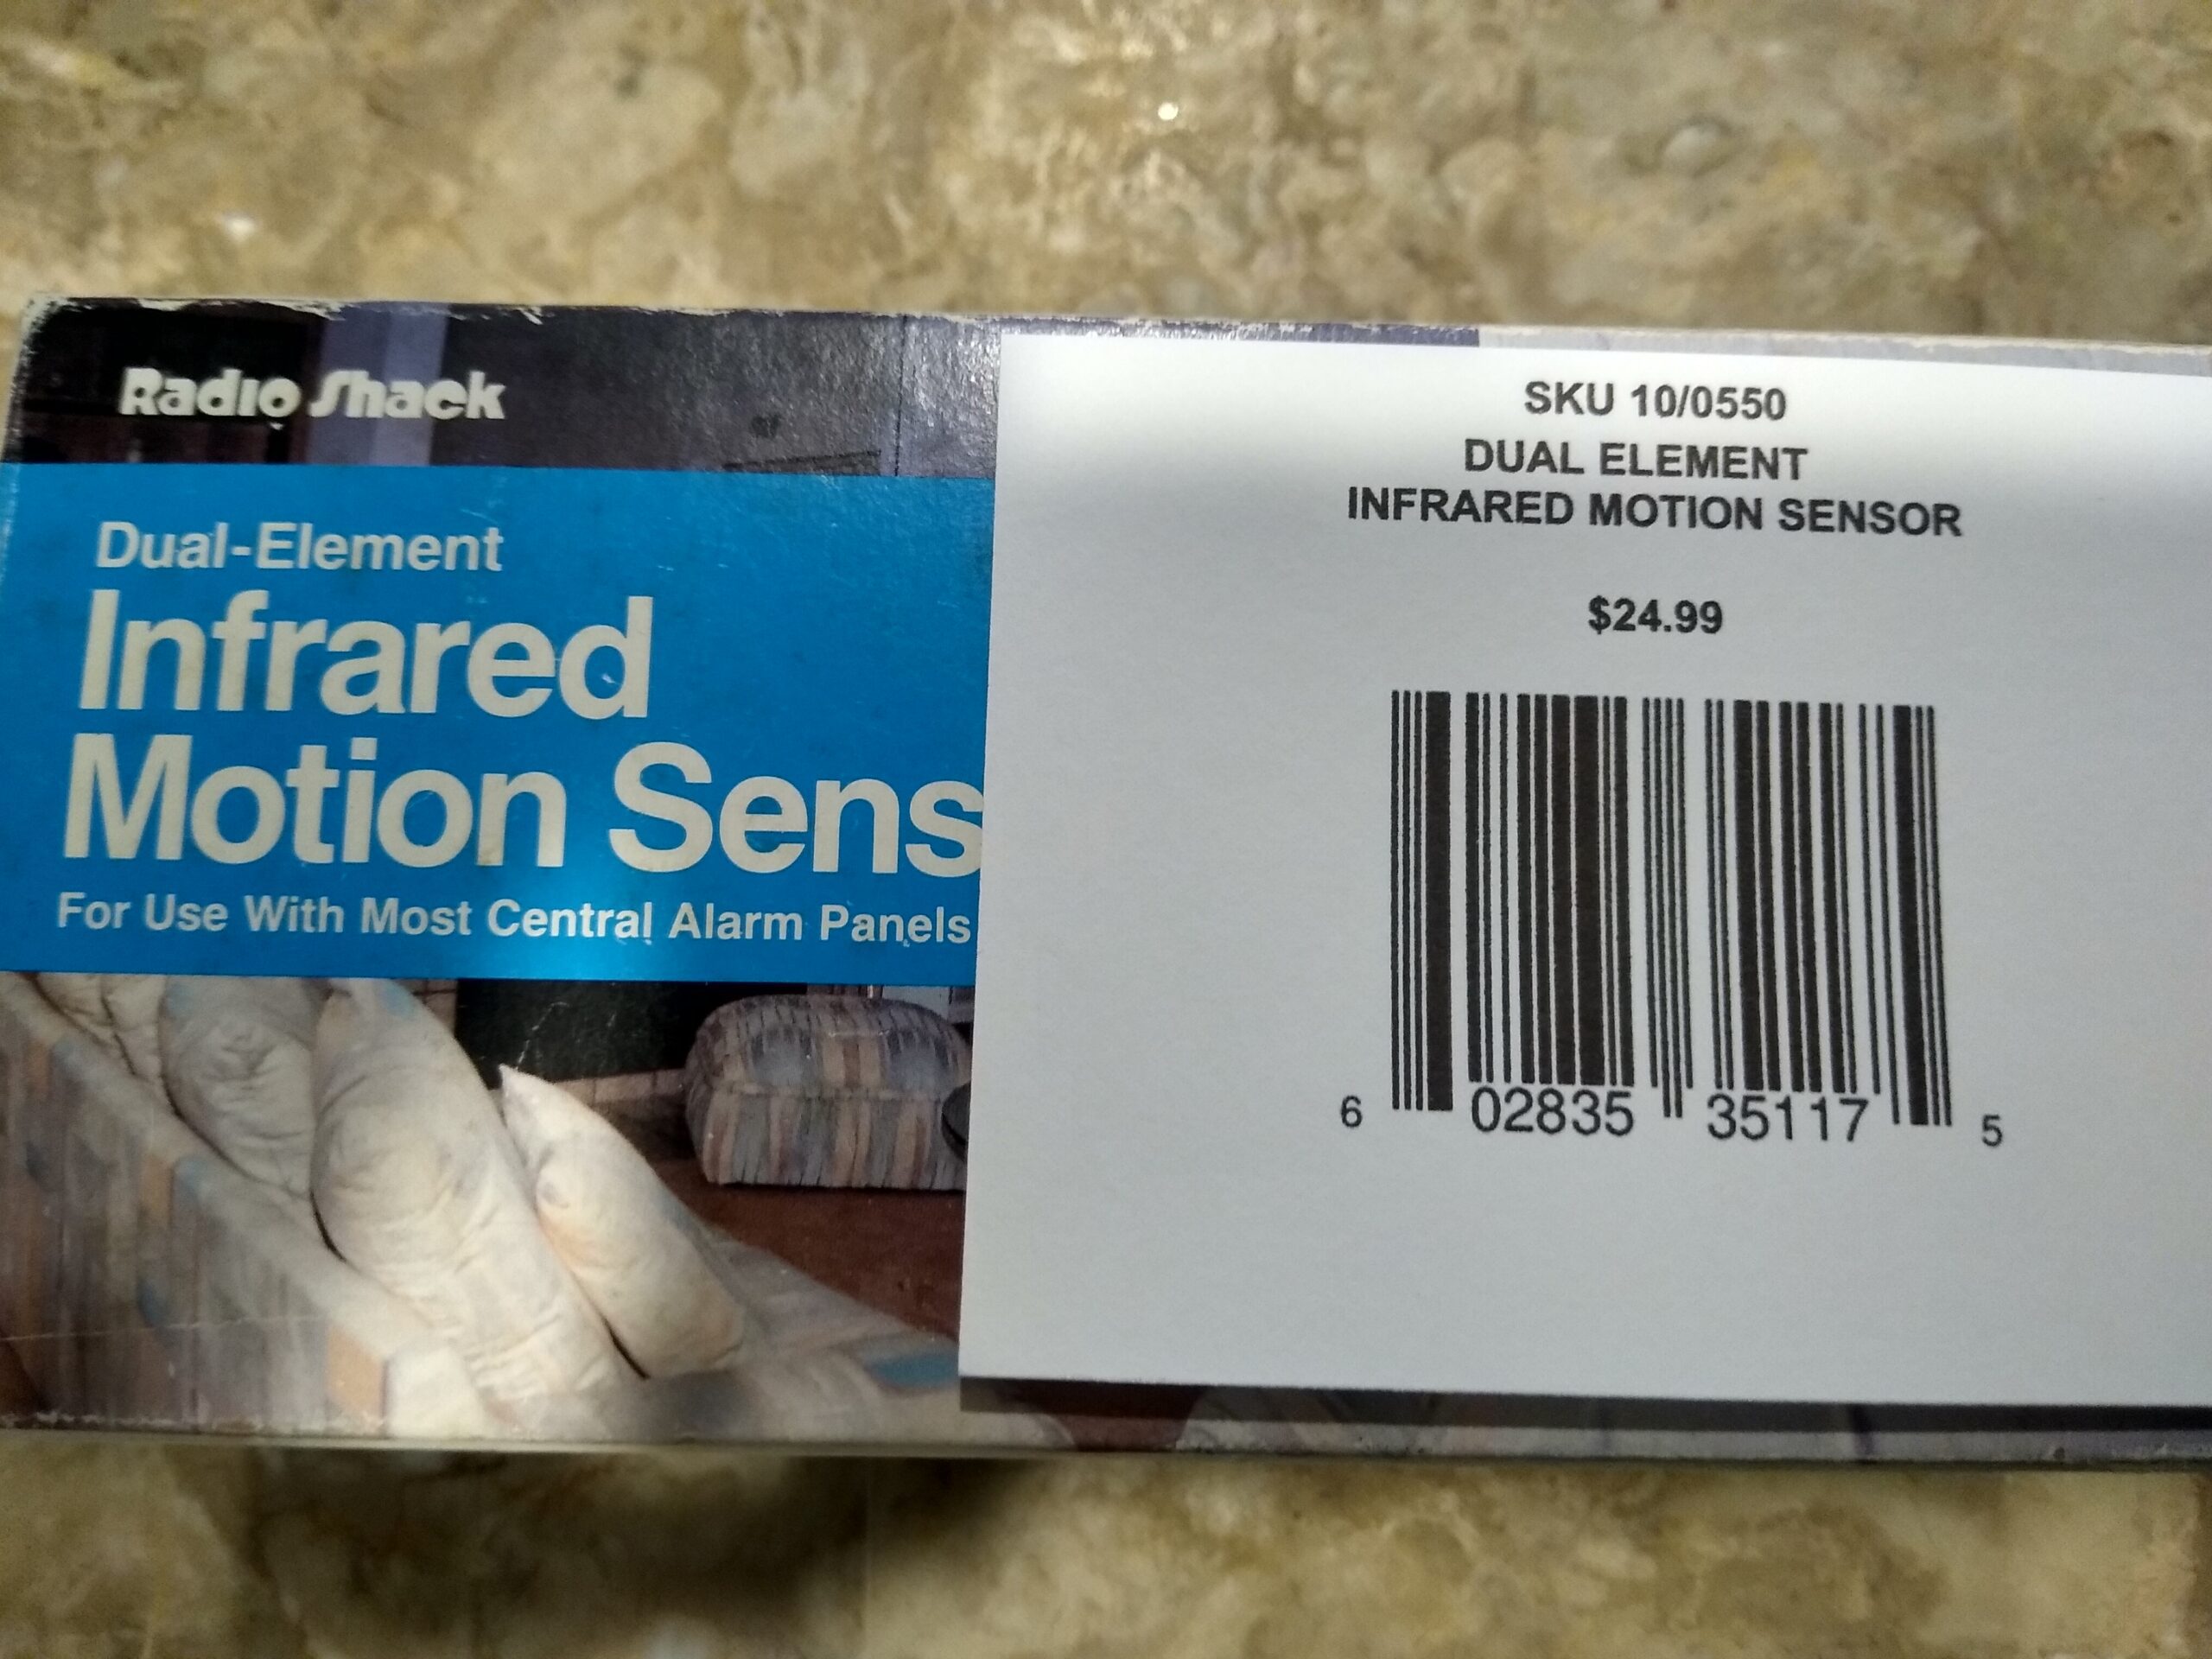 Radio Shack
Dual-Element
Infrared
Motion Sens
For Use With Most Central Alarm Panels
SKU 10/0550
DUAL ELEMENT
INFRARED MOTION SENSOR
$24.99
6 02835 35117 5